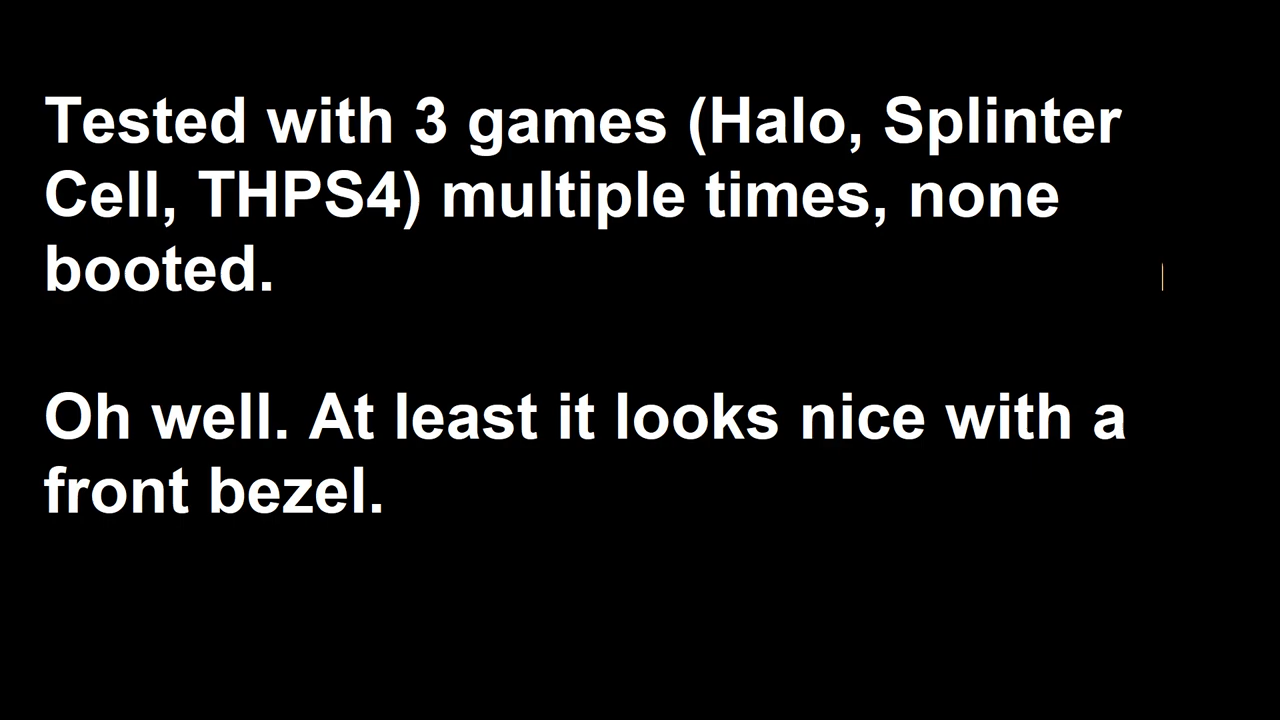 Tested with 3 games (Halo, Splinter
Cell, THPS4) multiple times, none
booted.
Oh well. At least it looks nice with a
front bezel.